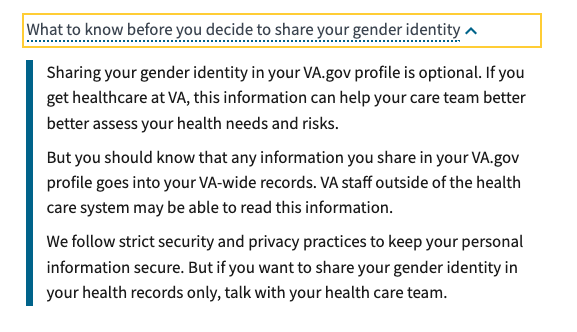 What to know before you decide to share your gender identity
Sharing your gender identity in your VA.gov profile is optional. If you
get healthcare at VA, this information can help your care team better
better assess your health needs and risks.
But you should know that any information you share in your VA.gov
profile goes into your VA-wide records. VA staff outside of the health
care system may be able to read this information.
We follow strict security and privacy practices to keep your personal
information secure. But if you want to share your gender identity in
your health records only, talk with your health care team.